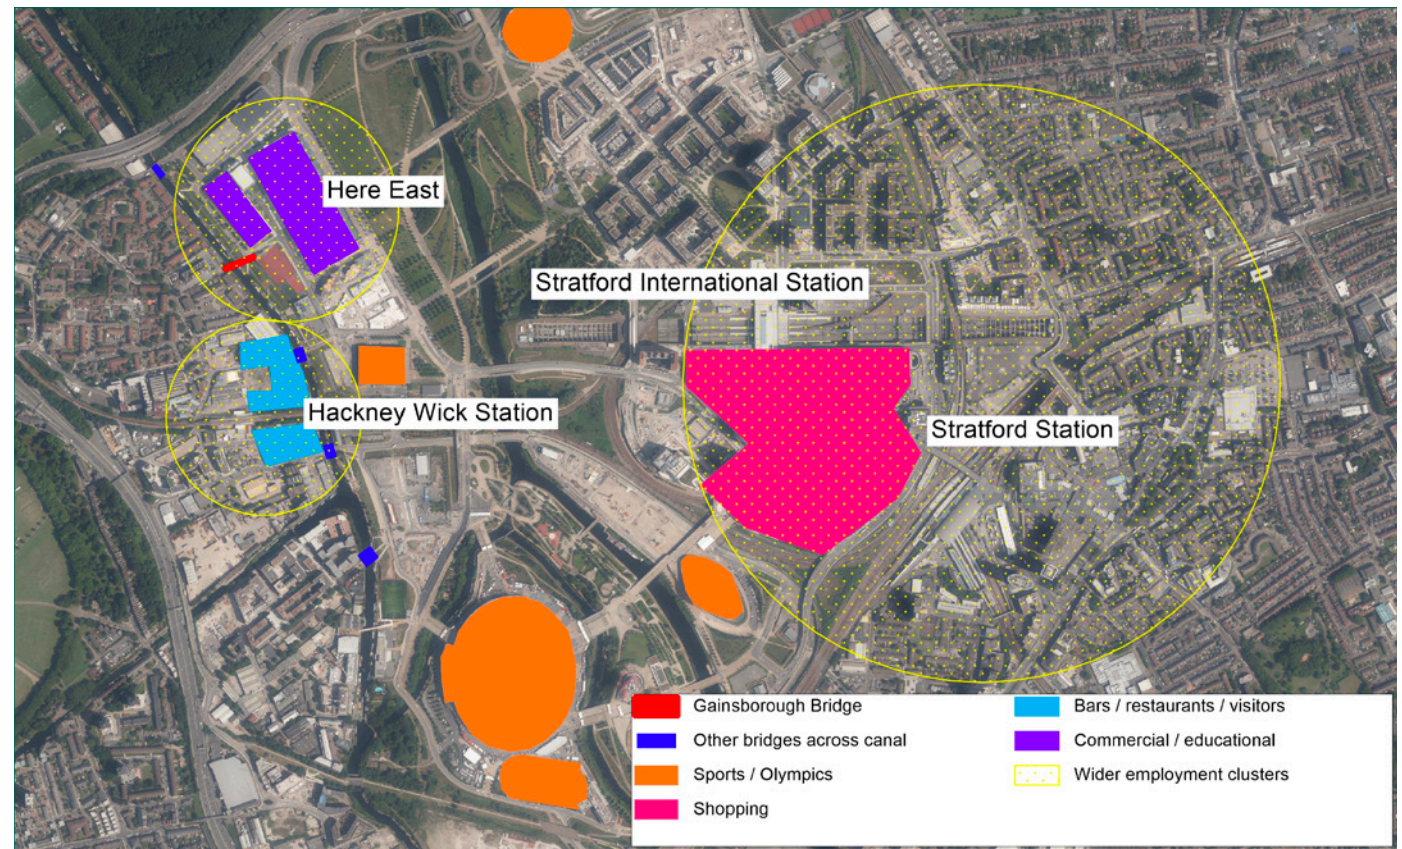 Here East
Stratford International Station
Hackney Wick Station
Stratford Station
Gainsborough Bridge
Bars / restaurants / visitors
Other bridges across canal
Commercial / educational
Sports / Olympics
Wider employment clusters
Shopping